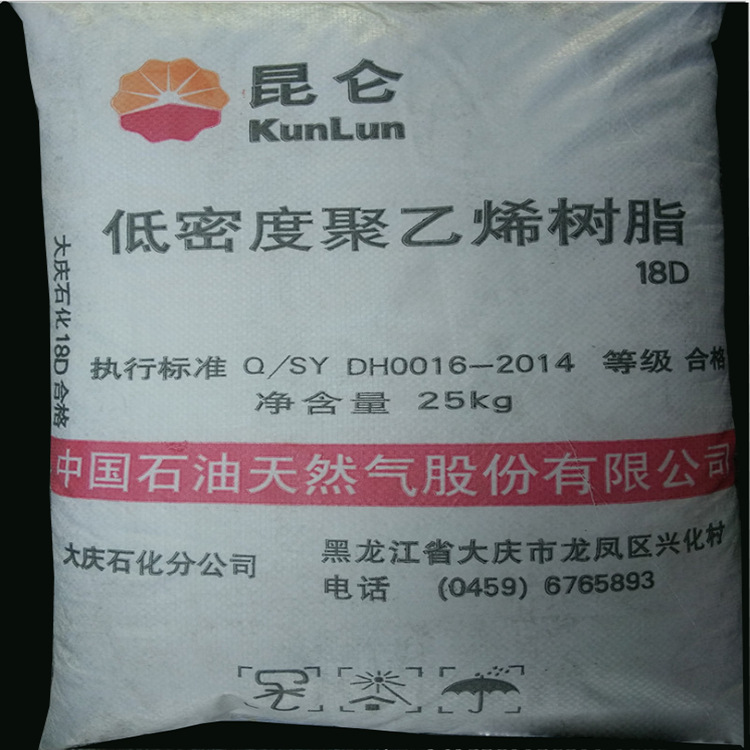 昆仑
KunLun
低密度聚乙烯树脂
18D
大庆石化18D 合格
执行标准 Q/SY DH0016-2014 等级 合格
净含量 25kg
中国石油天然气股份有限公司
大庆石化分公司
黑龙江省大庆市龙凤区兴化村
电话 (0459) 6765893